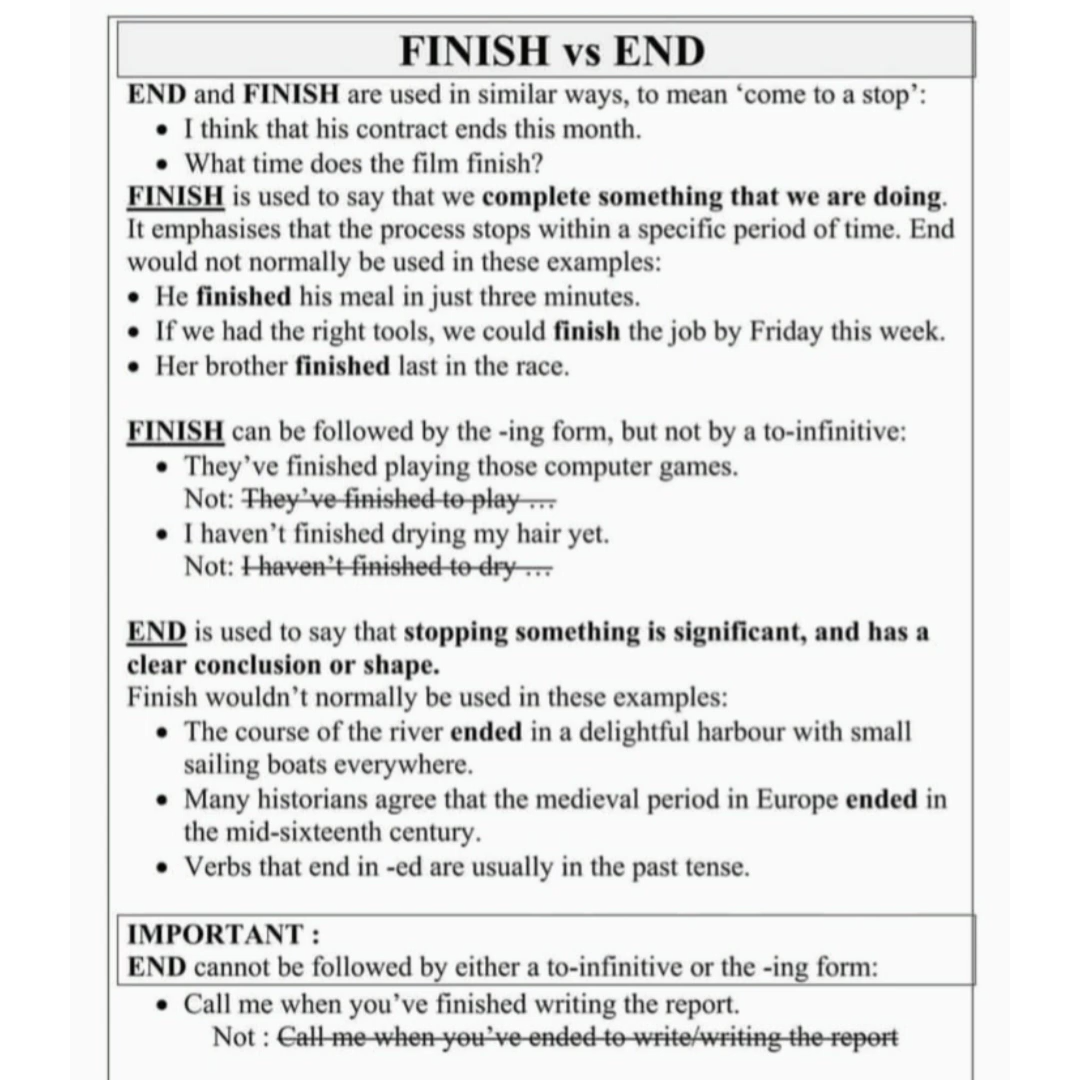 FINISH vs END
END and FINISH are used in similar ways, to mean ‘come to a stop’:
• I think that his contract ends this month.
• What time does the film finish?
FINISH is used to say that we complete something that we are doing.
It emphasises that the process stops within a specific period of time. End
would not normally be used in these examples:
• He finished his meal in just three minutes.
• If we had the right tools, we could finish the job by Friday this week.
• Her brother finished last in the race.
FINISH can be followed by the -ing form, but not by a to-infinitive:
• They’ve finished playing those computer games.
Not: They’ve finished to play …
• I haven’t finished drying my hair yet.
Not: I haven’t finished to dry …
END is used to say that stopping something is significant, and has a
clear conclusion or shape.
Finish wouldn’t normally be used in these examples:
• The course of the river ended in a delightful harbour with small
sailing boats everywhere.
• Many historians agree that the medieval period in Europe ended in
the mid-sixteenth century.
• Verbs that end in -ed are usually in the past tense.
IMPORTANT :
END cannot be followed by either a to-infinitive or the -ing form:
• Call me when you’ve finished writing the report.
Not : Call me when you’ve ended to write/writing the report